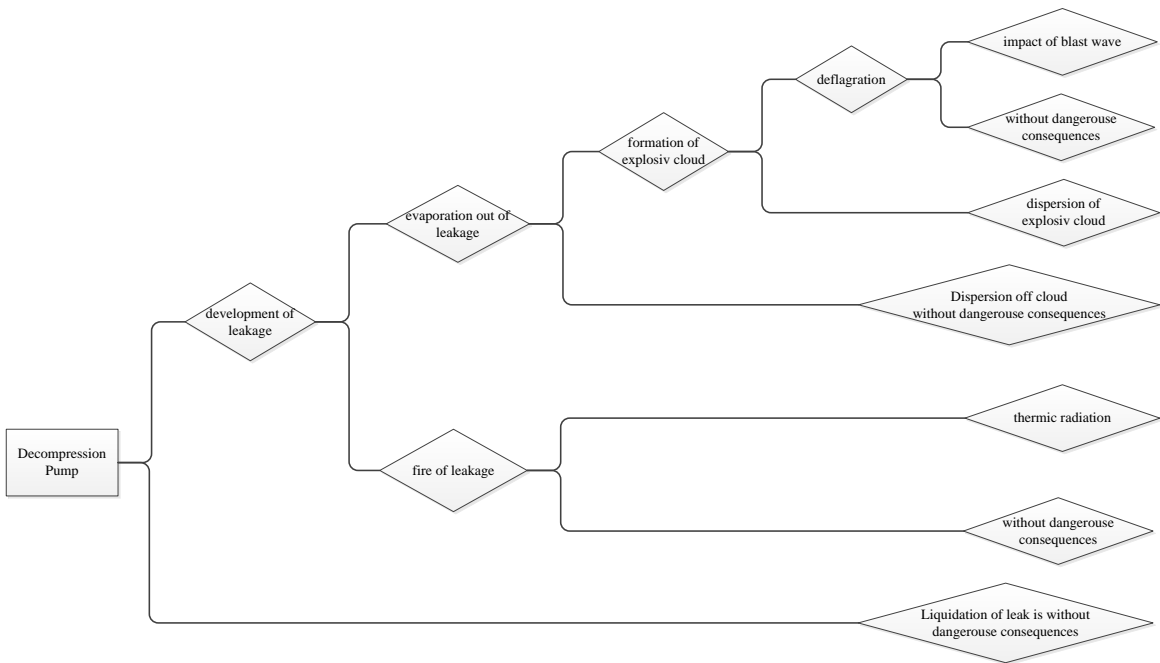 impact of blast wave
deflagration
without dangerouse
consequences
formation of
explosiv cloud
dispersion of
explosiv cloud
evaporation out of
leakage
Dispersion off cloud
without dangerouse consequences
development of
leakage
thermic radiation
Decompression
Pump
fire of leakage
without dangerouse
consequences
Liquidation of leak is without
dangerouse consequences